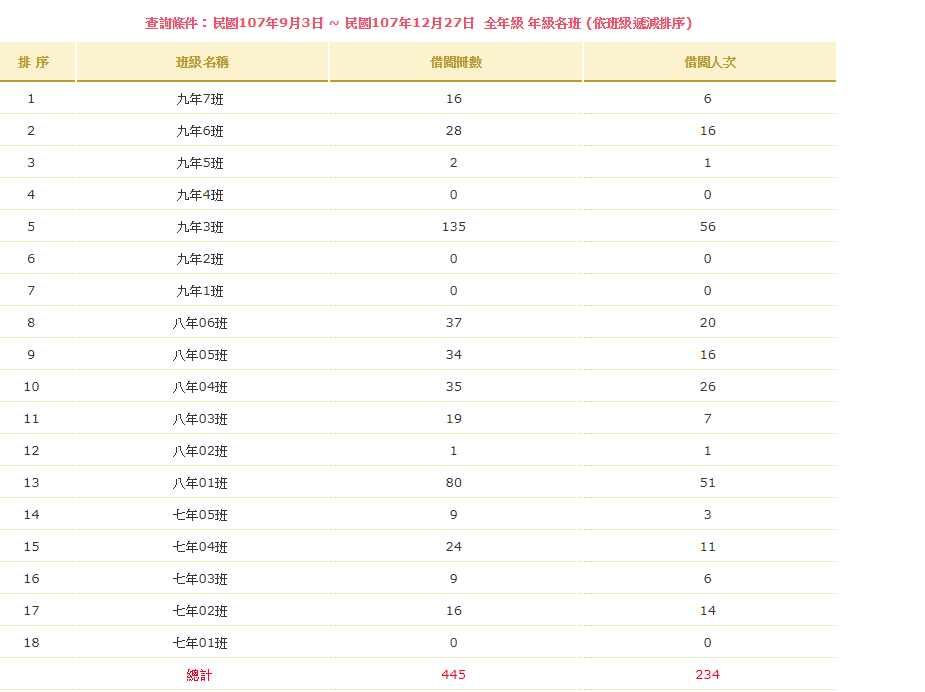 查詢條件：民國107年9月3日 ~ 民國107年12月27日 全年級 年級各班 (依班級遞減排序)
排 序 班級名稱 借閱冊數 借閱人次
1 九年7班 16 6
2 九年6班 28 16
3 九年5班 2 1
4 九年4班 0 0
5 九年3班 135 56
6 九年2班 0 0
7 九年1班 0 0
8 八年06班 37 20
9 八年05班 34 16
10 八年04班 35 26
11 八年03班 19 7
12 八年02班 1 1
13 八年01班 80 51
14 七年05班 9 3
15 七年04班 24 11
16 七年03班 9 6
17 七年02班 16 14
18 七年01班 0 0
總計 445 234